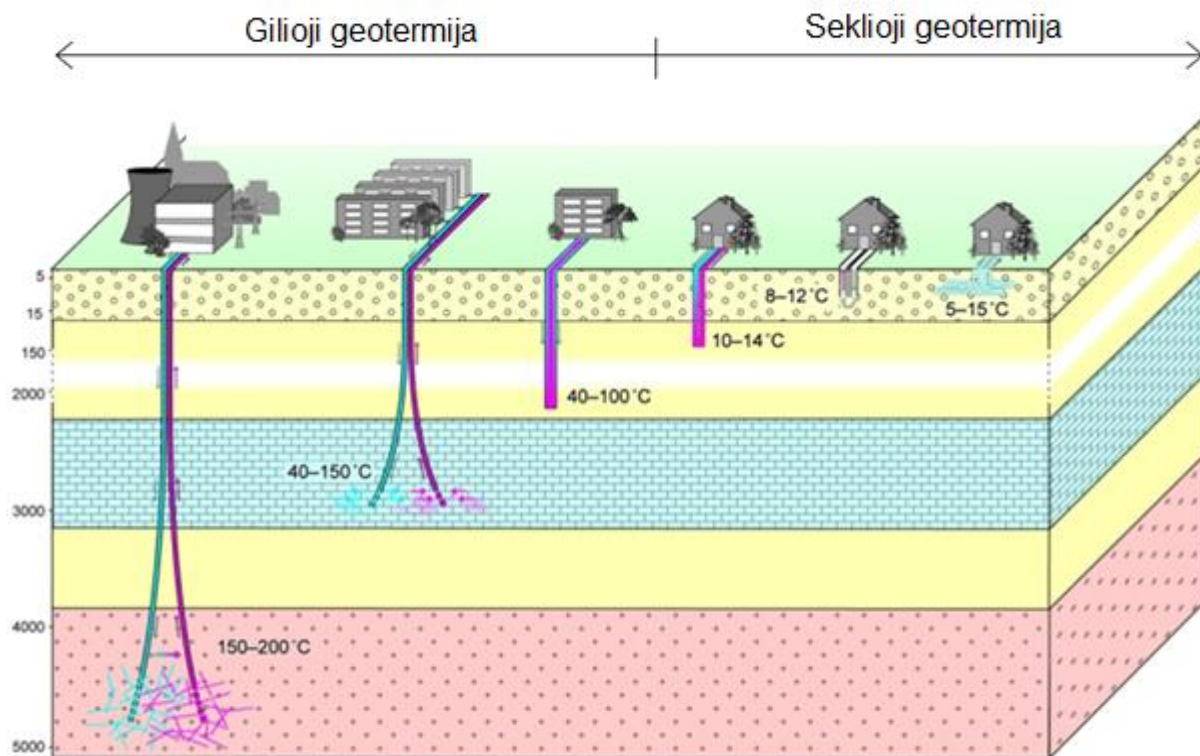 Gilioji geotermija
Seklioji geotermija
5
15
150
2000
3000
4000
5000
8–12˚C
5–15˚C
10–14˚C
40–100˚C
40–150˚C
150–200˚C